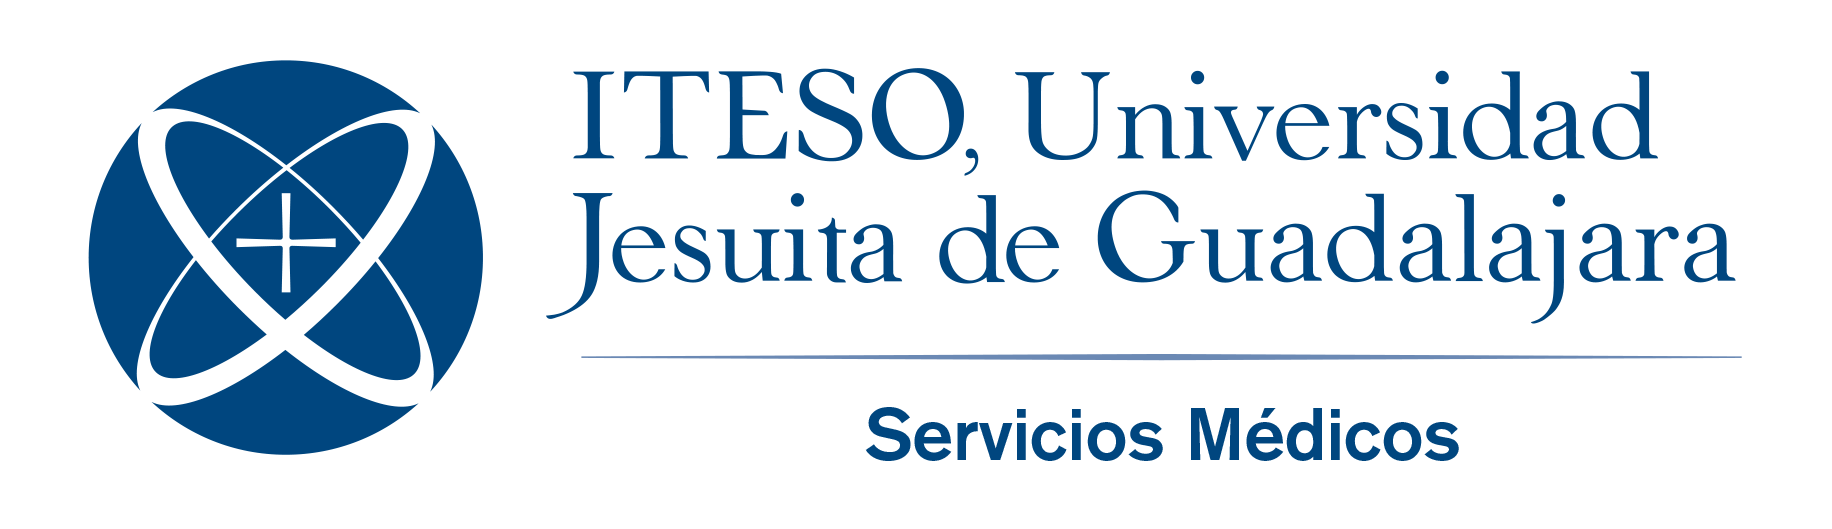 ITESO, Universidad
Jesuita de Guadalajara
Servicios Médicos